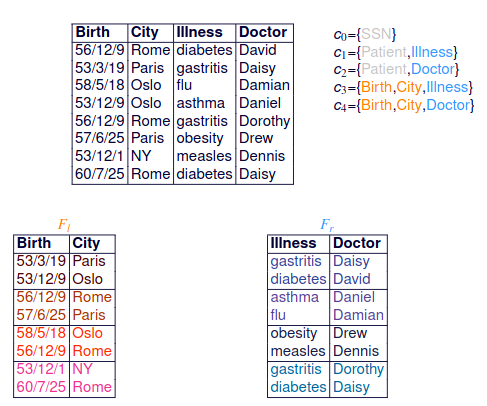 Birth City Illness Doctor
56/12/9 Rome diabetes David
53/3/19 Paris gastritis Daisy
58/5/18 Oslo flu Damian
53/12/9 Oslo asthma Daniel
56/12/9 Rome gastritis Dorothy
57/6/25 Paris obesity Drew
53/12/1 NY measles Dennis
60/7/25 Rome diabetes Daisy
c0={SSN}
c1={Patient,Illness}
c2={Patient,Doctor}
c3={Birth,City,Illness}
c4={Birth,City,Doctor}
Fl
Birth City
53/3/19 Paris
53/12/9 Oslo
56/12/9 Rome
57/6/25 Paris
58/5/18 Oslo
56/12/9 Rome
53/12/1 NY
60/7/25 Rome
Fr
Illness Doctor
gastritis Daisy
diabetes David
asthma Daniel
flu Damian
obesity Drew
measles Dennis
gastritis Dorothy
diabetes Daisy